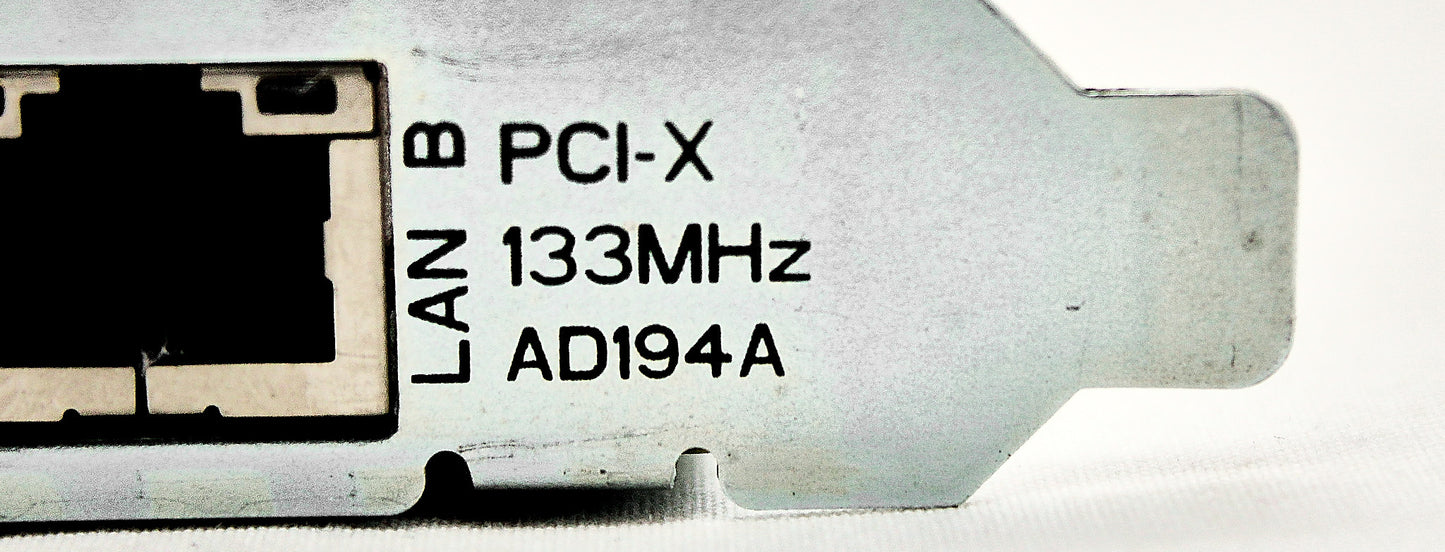 LAN B
PCI-X
133MHz
AD194A